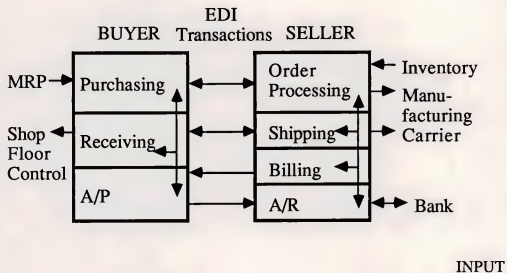 EDI
BUYER Transactions SELLER
MRP
Purchasing
Order
Processing
Inventory
Manu-
facturing
Carrier
Shop
Floor
Control
Receiving
Shipping
Billing
A/P
A/R
Bank
INPUT